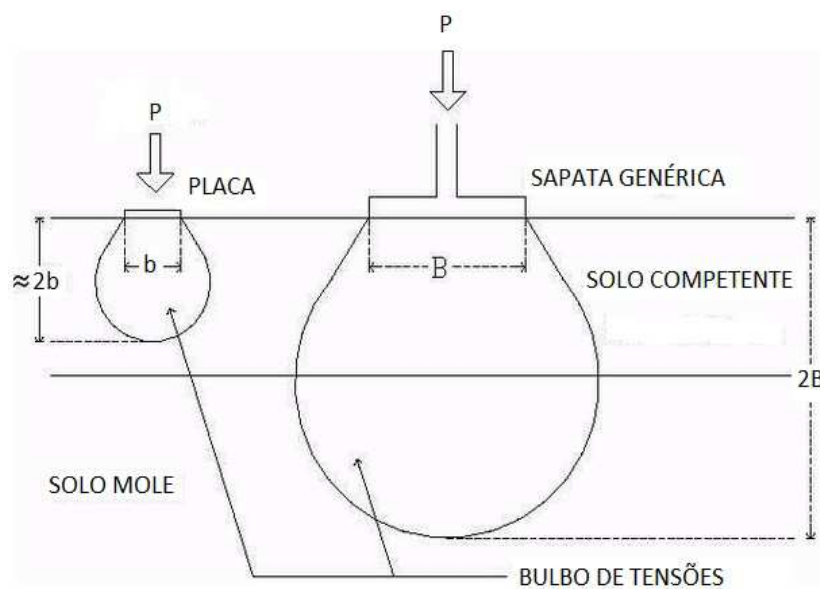 P
P
PLACA
SAPATA GENÉRICA
≈2b
b
B
SOLO COMPETENTE
2B
SOLO MOLE
BULBO DE TENSÕES